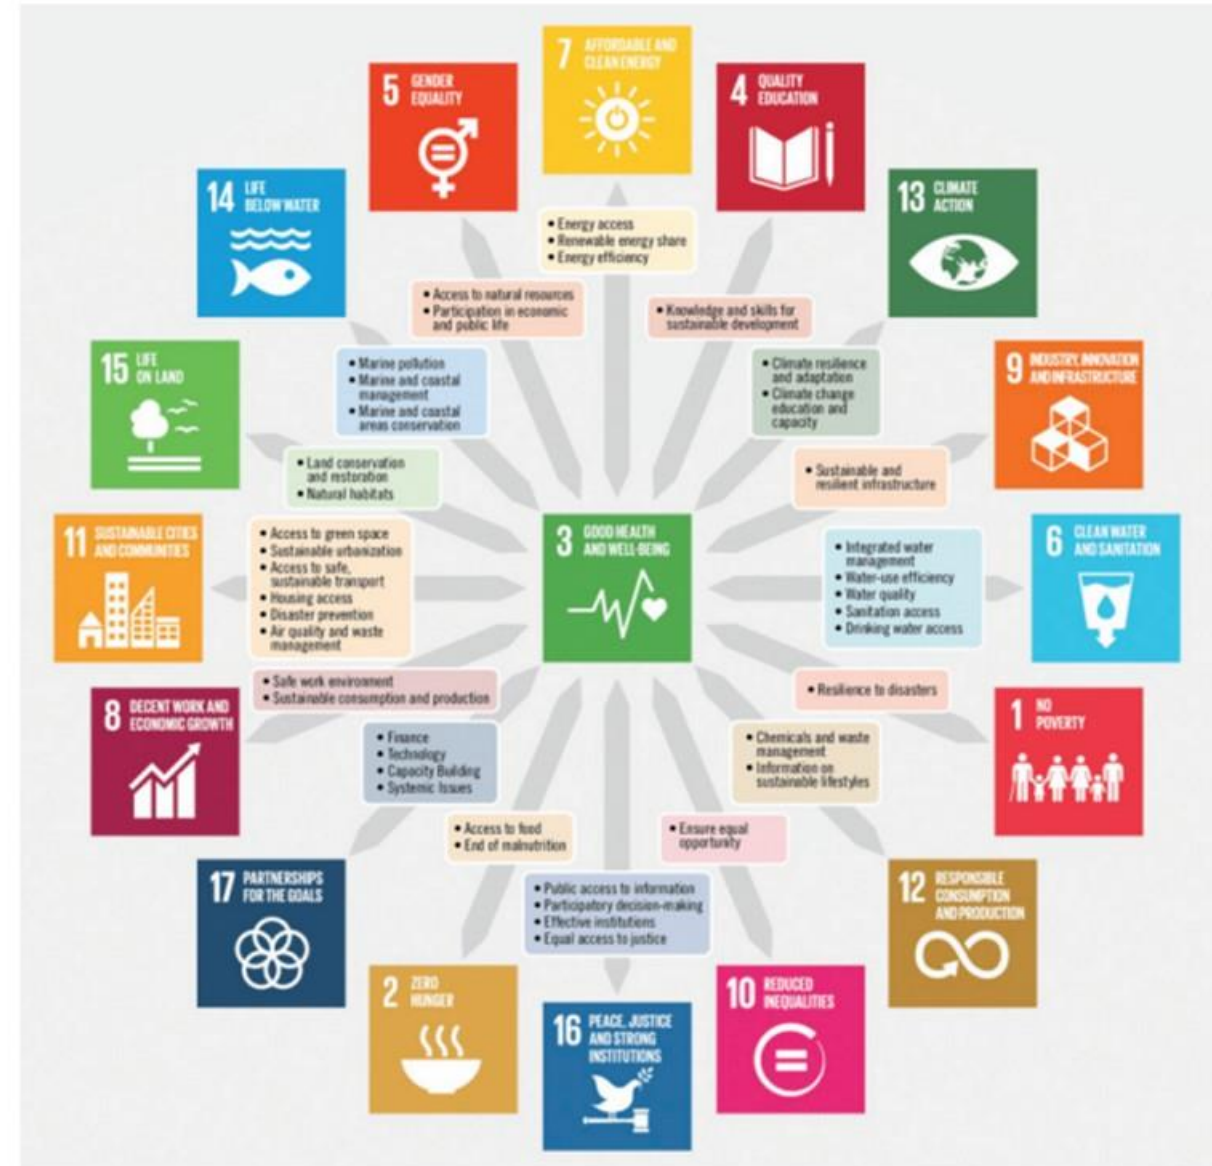 7 AFFORDABLE AND
CLEAN ENERGY
5 GENDER
EQUALITY
4 QUALITY
EDUCATION
14 LIFE
BELOW WATER
13 CLIMATE
ACTION
• Energy access
• Renewable energy share
• Energy efficiency
• Access to natural resources
• Participation in economic
and public life
• Knowledge and skills for
sustainable development
15 LIFE
ON LAND
• Marine pollution
• Marine and coastal
management
• Marine and coastal
areas conservation
• Climate resilience
and adaptation
• Climate change
education and
capacity
9 INDUSTRY, INNOVATION
AND INFRASTRUCTURE
• Land conservation
and restoration
• Natural habitats
• Sustainable and
resilient infrastructure
11 SUSTAINABLE CITIES
AND COMMUNITIES
• Access to green space
• Sustainable urbanization
• Access to safe,
sustainable transport
• Housing access
• Disaster prevention
• Air quality and waste
management
3 GOOD HEALTH
AND WELL-BEING
• Integrated water
management
• Water-use efficiency
• Water quality
• Sanitation access
• Drinking water access
6 CLEAN WATER
AND SANITATION
8 DECENT WORK AND
ECONOMIC GROWTH
• Safe work environment
• Sustainable consumption and production
• Resilience to disasters
1 NO
POVERTY
• Finance
• Technology
• Capacity Building
• Systemic Issues
• Chemicals and waste
management
• Information on
sustainable lifestyles
• Access to food
• End of malnutrition
• Ensure equal
opportunity
17 PARTNERSHIPS
FOR THE GOALS
• Public access to information
• Participatory decision-making
• Effective institutions
• Equal access to justice
12 RESPONSIBLE
CONSUMPTION
AND PRODUCTION
2 ZERO
HUNGER
16 PEACE, JUSTICE
AND STRONG
INSTITUTIONS
10 REDUCED
INEQUALITIES